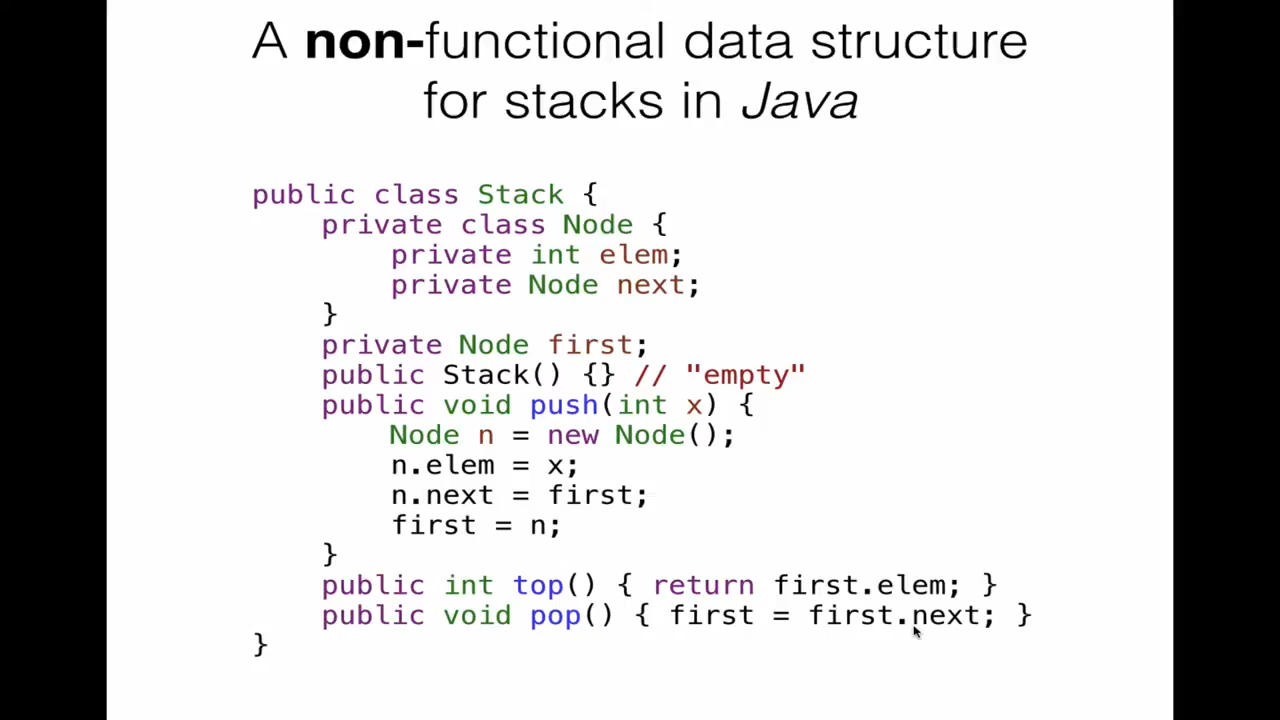 A non-functional data structure
for stacks in Java
public class Stack {
    private class Node {
        private int elem;
        private Node next;
    }
    private Node first;
    public Stack() {} // "empty"
    public void push(int x) {
        Node n = new Node();
        n.elem = x;
        n.next = first;
        first = n;
    }
    public int top() { return first.elem; }
    public void pop() { first = first.next; }
}